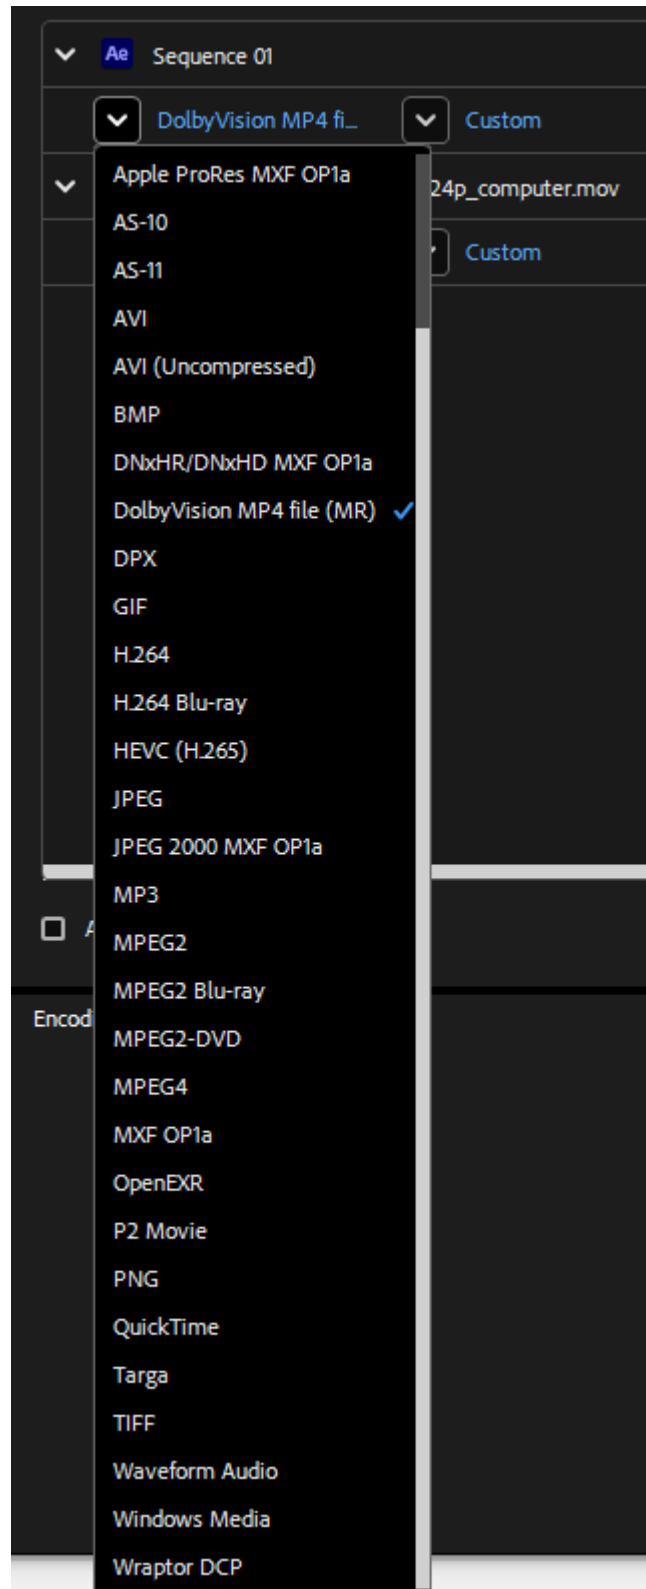 Ae Sequence 01
DolbyVision MP4 fi... Custom
Apple ProRes MXF OP1a
24p_computer.mov
AS-10
AS-11
Custom
AVI
AVI (Uncompressed)
BMP
DNxHR/DNxHD MXF OP1a
DolbyVision MP4 file (MR)
DPX
GIF
H.264
H.264 Blu-ray
HEVC (H.265)
JPEG
JPEG 2000 MXF OP1a
MP3
MPEG2
MPEG2 Blu-ray
Encod
MPEG2-DVD
MPEG4
MXF OP1a
OpenEXR
P2 Movie
PNG
QuickTime
Targa
TIFF
Waveform Audio
Windows Media
Wraptor DCP